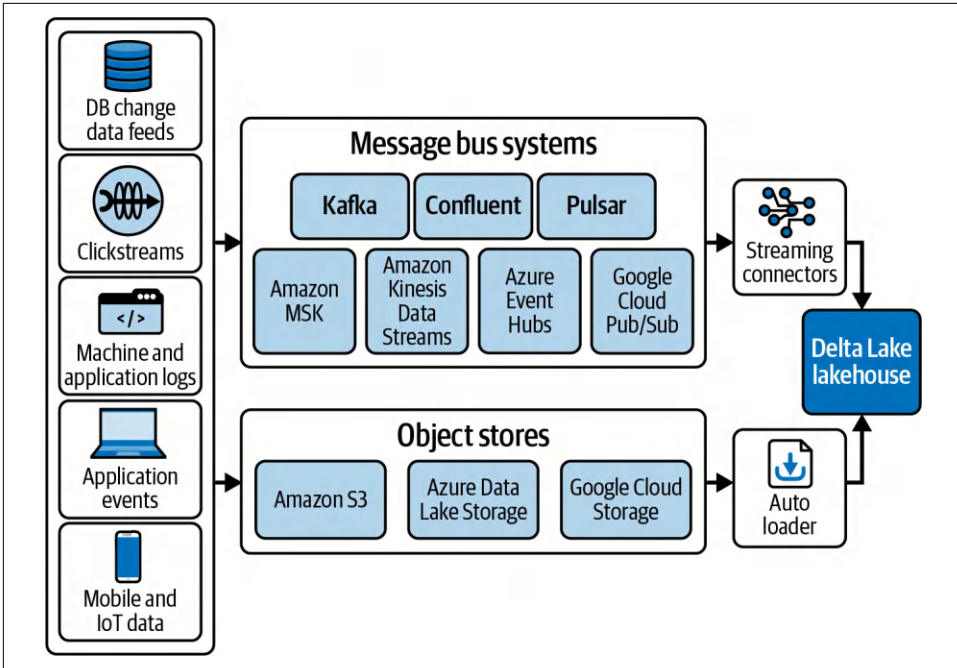 DB change
data feeds
Clickstreams
</>
Machine and
application logs
Application
events
Mobile and
IoT data
Message bus systems
Kafka
Confluent
Pulsar
Amazon
MSK
Amazon
Kinesis
Data
Streams
Azure
Event
Hubs
Google
Cloud
Pub/Sub
Object stores
Amazon S3
Azure Data
Lake Storage
Google Cloud
Storage
Streaming
connectors
Auto
loader
Delta Lake
lakehouse